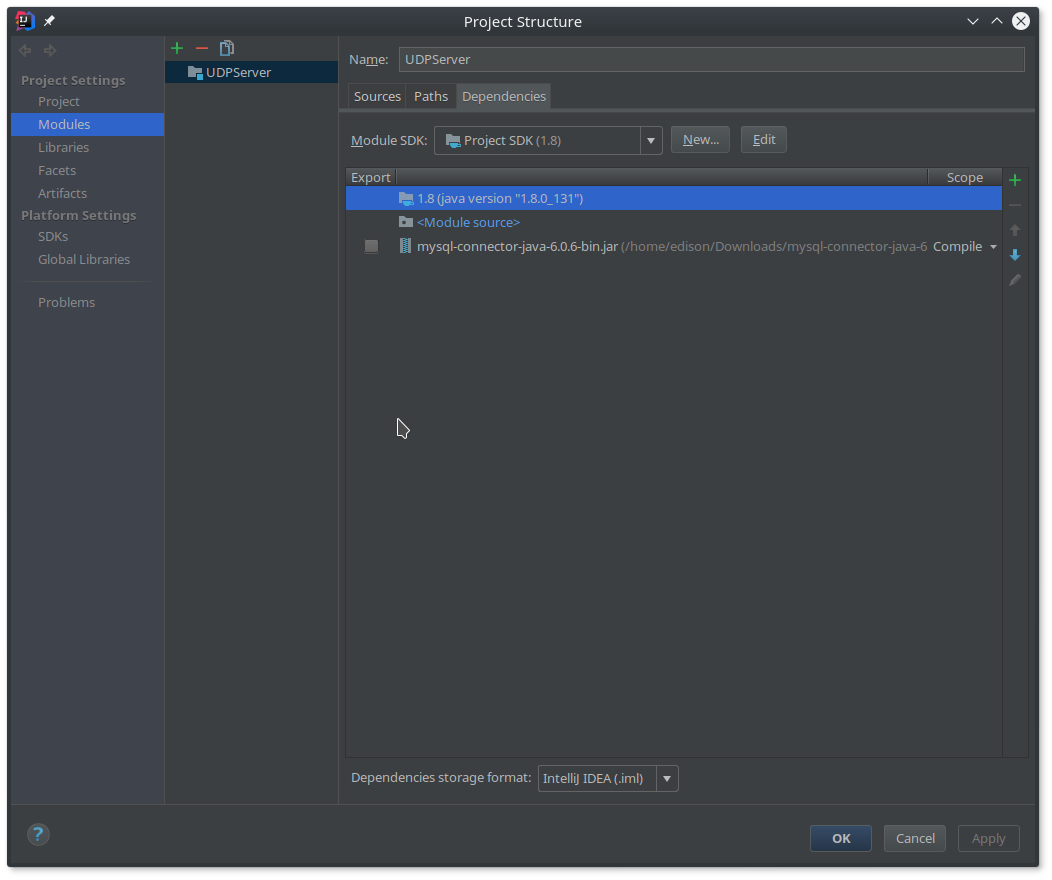 Project Structure
Project Settings
Project
Modules
Libraries
Facets
Artifacts
Platform Settings
SDKs
Global Libraries
Problems
UDPServer
Name: UDPServer
Sources Paths Dependencies
Module SDK: Project SDK (1.8) New... Edit
Export Scope
1.8 (java version "1.8.0_131")
<Module source>
mysql-connector-java-6.0.6-bin.jar (/home/edison/Downloads/mysql-connector-java-6 Compile
Dependencies storage format: IntelliJ IDEA (.iml)
? OK Cancel Apply